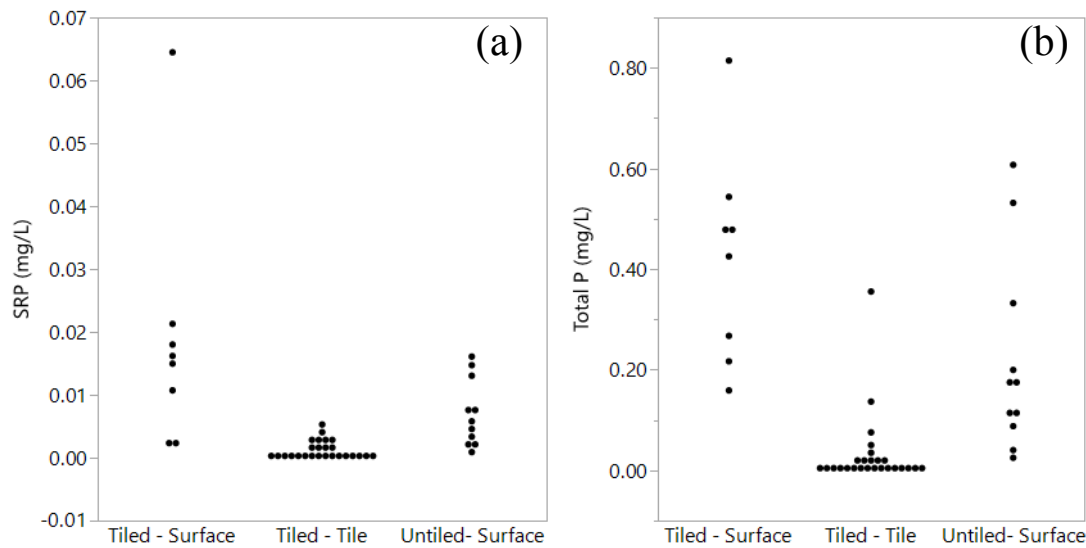 (a)
0.07
0.06
0.05
0.04
0.03
0.02
0.01
0.00
-0.01
SRP (mg/L)
Tiled - Surface
Tiled - Tile
Untiled- Surface
(b)
0.80
0.60
0.40
0.20
0.00
Total P (mg/L)
Tiled - Surface
Tiled - Tile
Untiled- Surface